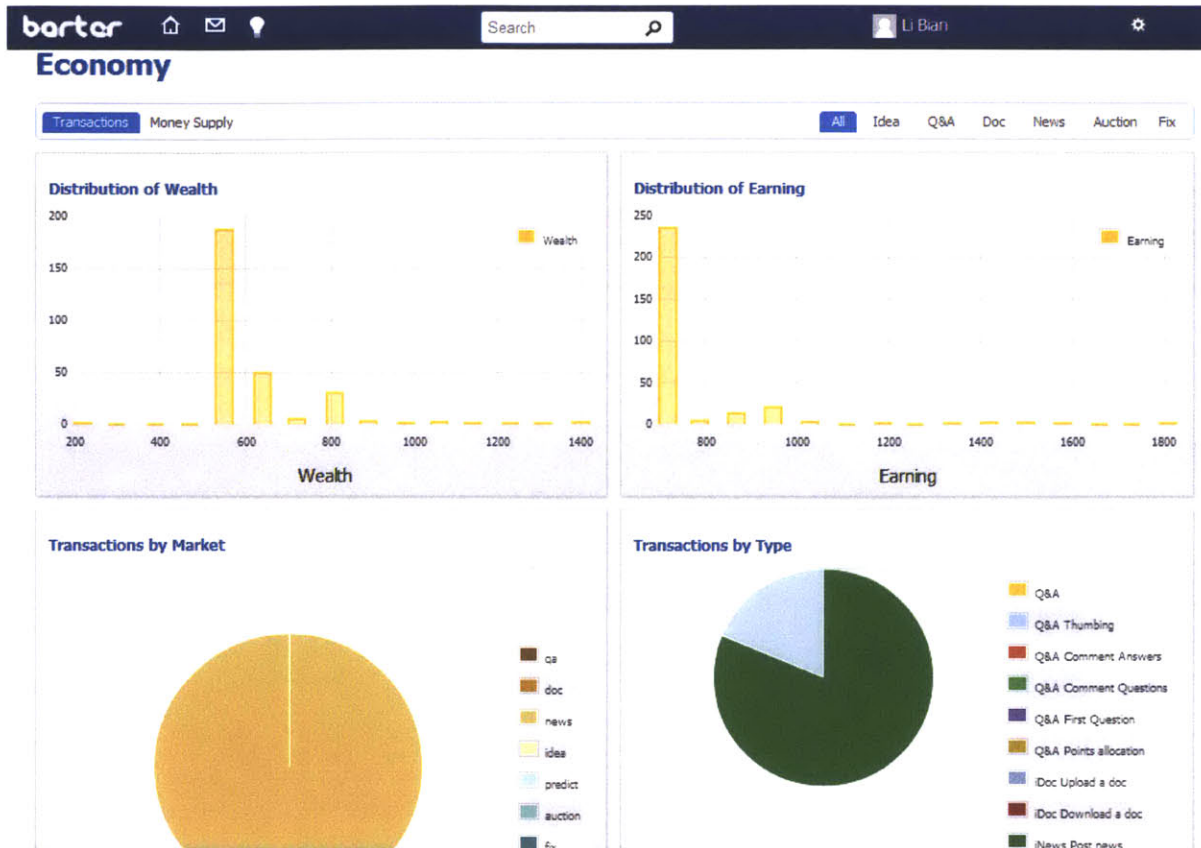 barter
Search
Li Bian
Economy
Transactions Money Supply
All Idea Q&A Doc News Auction Fix
Distribution of Wealth
200
150
100
50
0
Wealth
200 400 600 800 1000 1200 1400
Wealth
Distribution of Earning
250
200
150
100
50
0
Earning
800 1000 1200 1400 1600 1800
Earning
Transactions by Market
qa
doc
news
idea
predict
auction
fix
Transactions by Type
Q&A
Q&A Thumbing
Q&A Comment Answers
Q&A Comment Questions
Q&A First Question
Q&A Points allocation
iDoc Upload a doc
iDoc Download a doc
iNews Post news